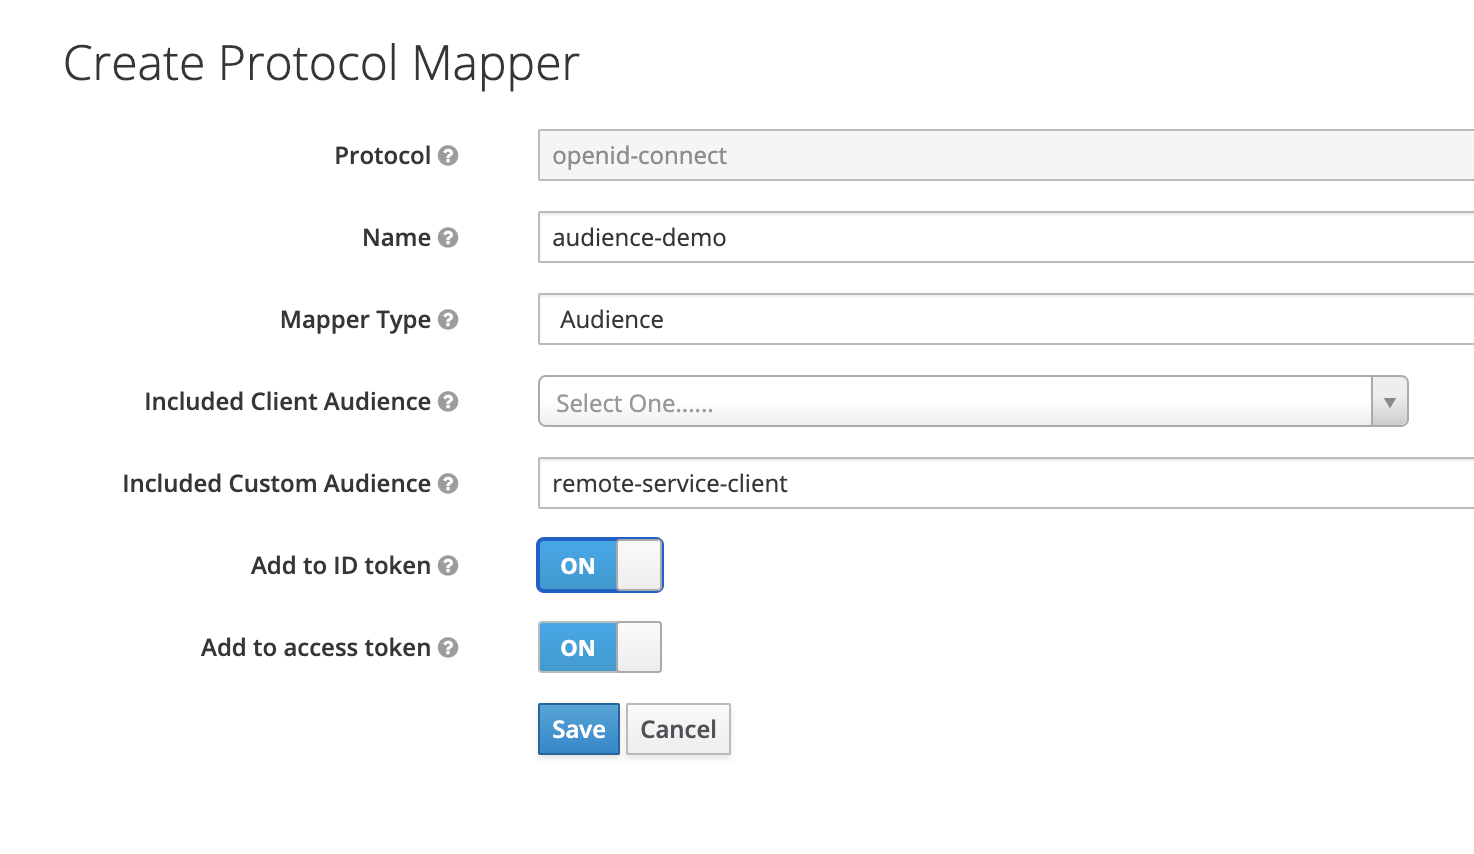 Create Protocol Mapper
Protocol
openid-connect
Name
audience-demo
Mapper Type
Audience
Included Client Audience
Select One......
Included Custom Audience
remote-service-client
Add to ID token
ON
Add to access token
ON
Save Cancel